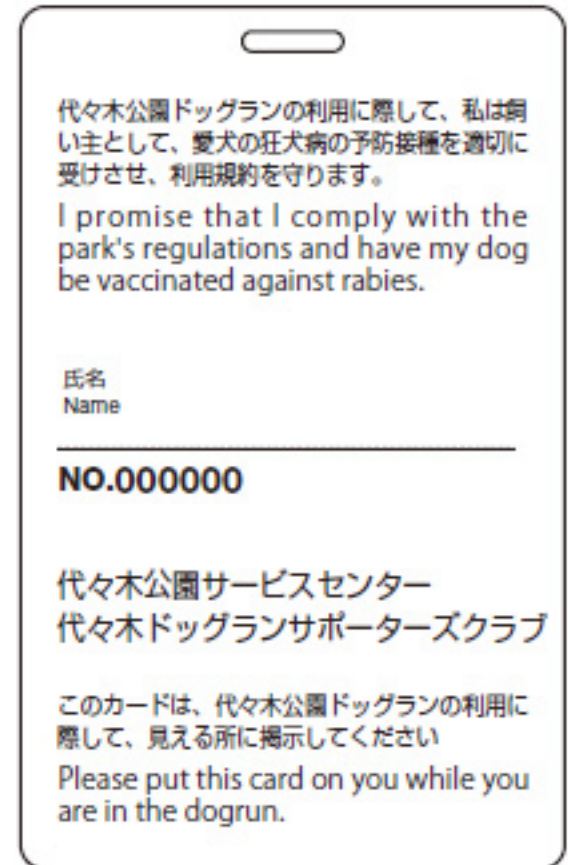 代々木公園ドッグランの利用に際して、私は飼
い主として、愛犬の狂犬病の予防接種を適切に
受けさせ、利用規約を守ります。
I promise that I comply with the
park's regulations and have my dog
be vaccinated against rabies.
氏名
Name
NO.000000
代々木公園サービスセンター
代々木ドッグランサポーターズクラブ
このカードは、代々木公園ドッグランの利用に
際して、見える所に掲示してください
Please put this card on you while you
are in the dogrun.